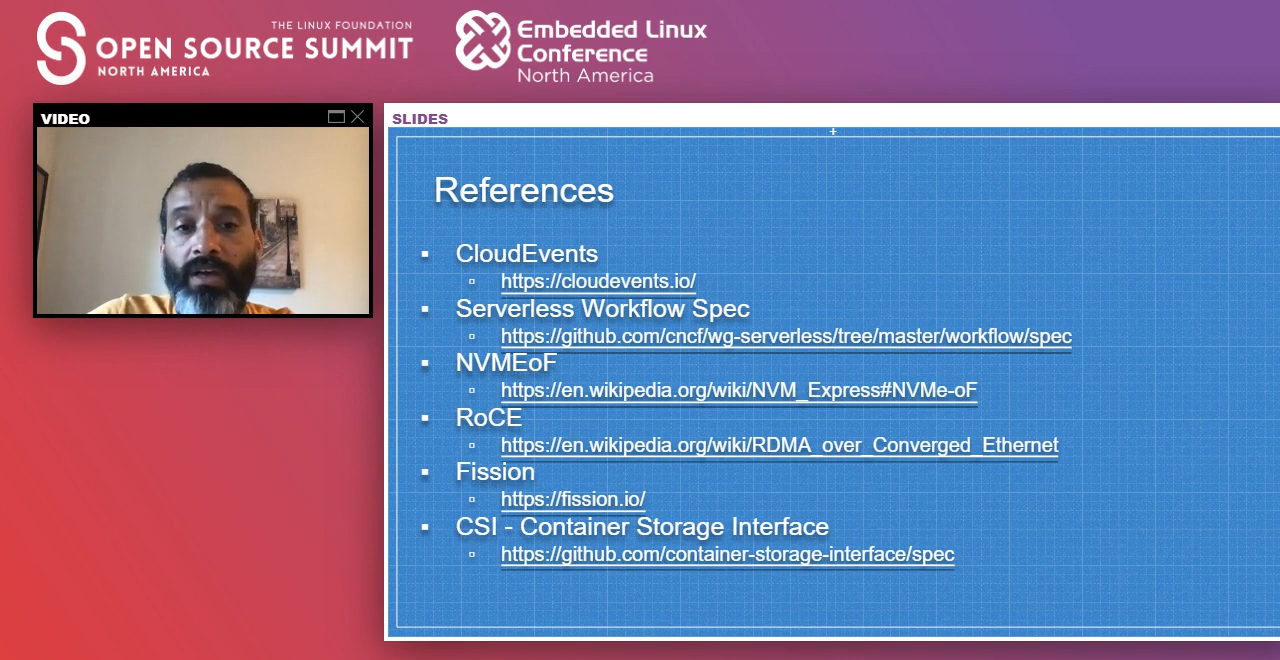 THE LINUX FOUNDATION
OPEN SOURCE SUMMIT
NORTH AMERICA
Embedded Linux
Conference
North America
VIDEO
SLIDES
References
▪ CloudEvents
▫ https://cloudevents.io/
▪ Serverless Workflow Spec
▫ https://github.com/cncf/wg-serverless/tree/master/workflow/spec
▪ NVMEoF
▫ https://en.wikipedia.org/wiki/NVM_Express#NVMe-oF
▪ RoCE
▫ https://en.wikipedia.org/wiki/RDMA_over_Converged_Ethernet
▪ Fission
▫ https://fission.io/
▪ CSI - Container Storage Interface
▫ https://github.com/container-storage-interface/spec